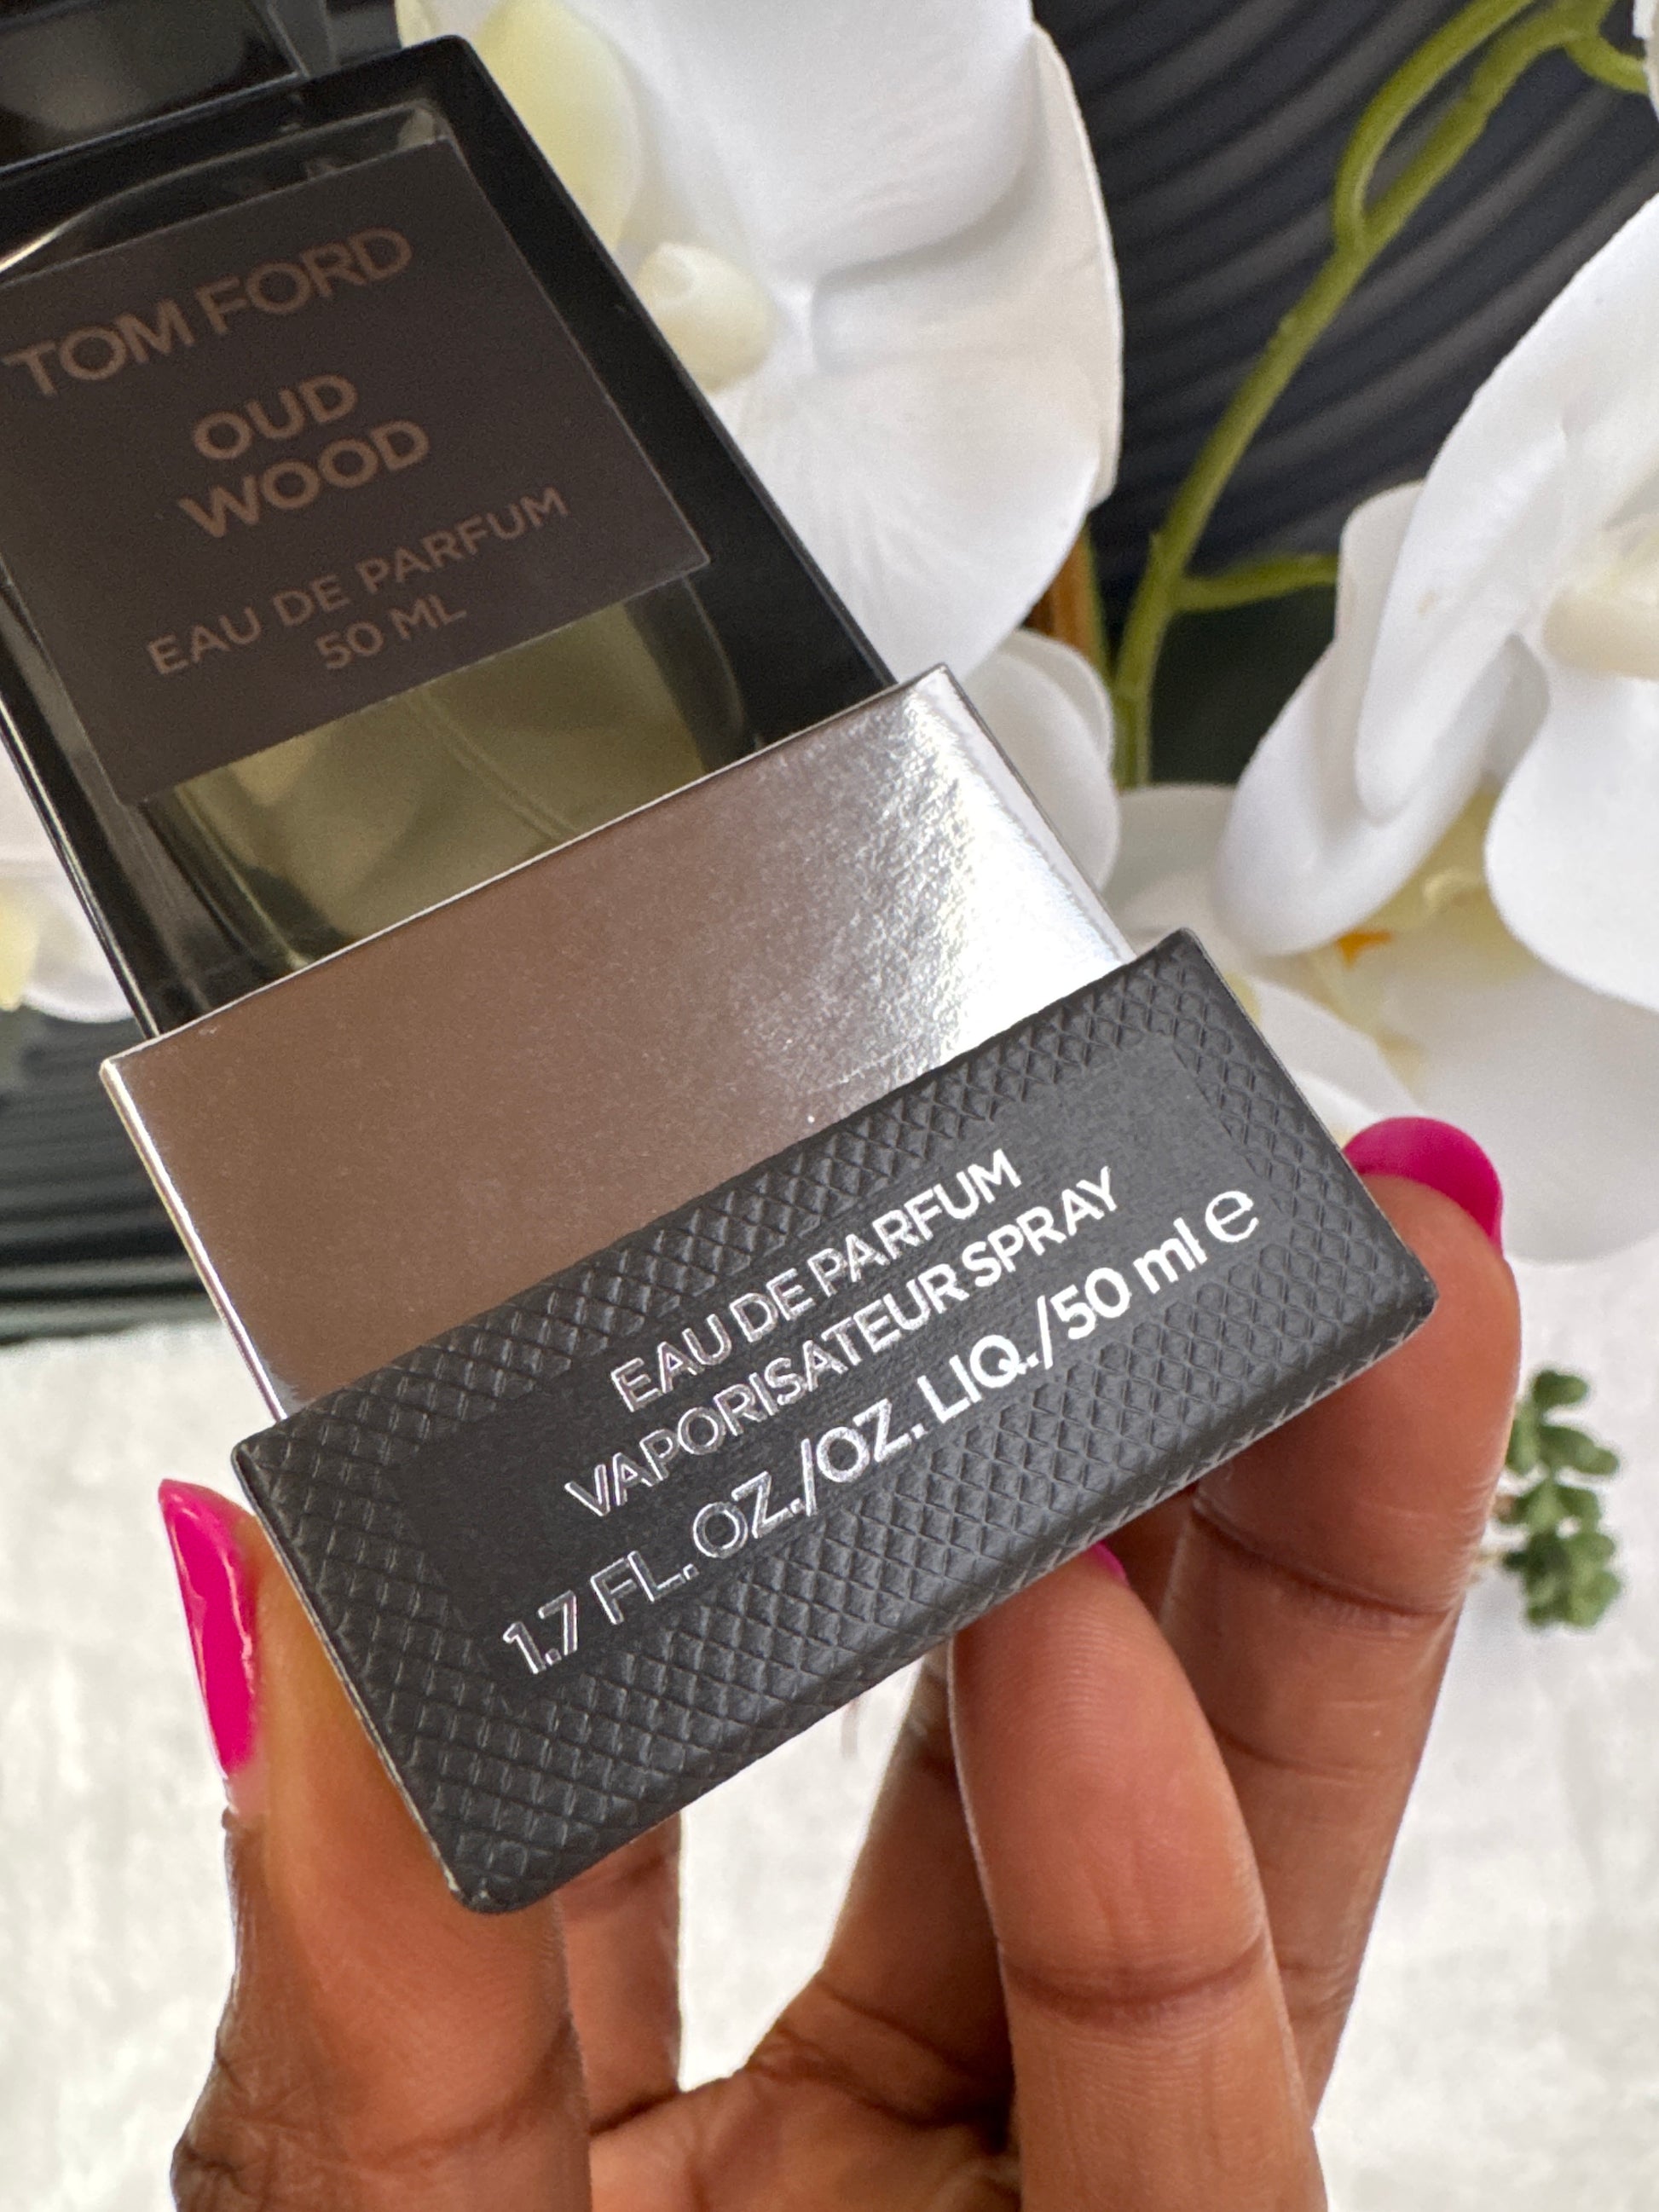 TOM FORD
OUD
WOOD
EAU DE PARFUM
50 ML
EAU DE PARFUM
VAPORISATEUR SPRAY
1.7 FL. OZ./OZ. LIQ./50 ml ℮